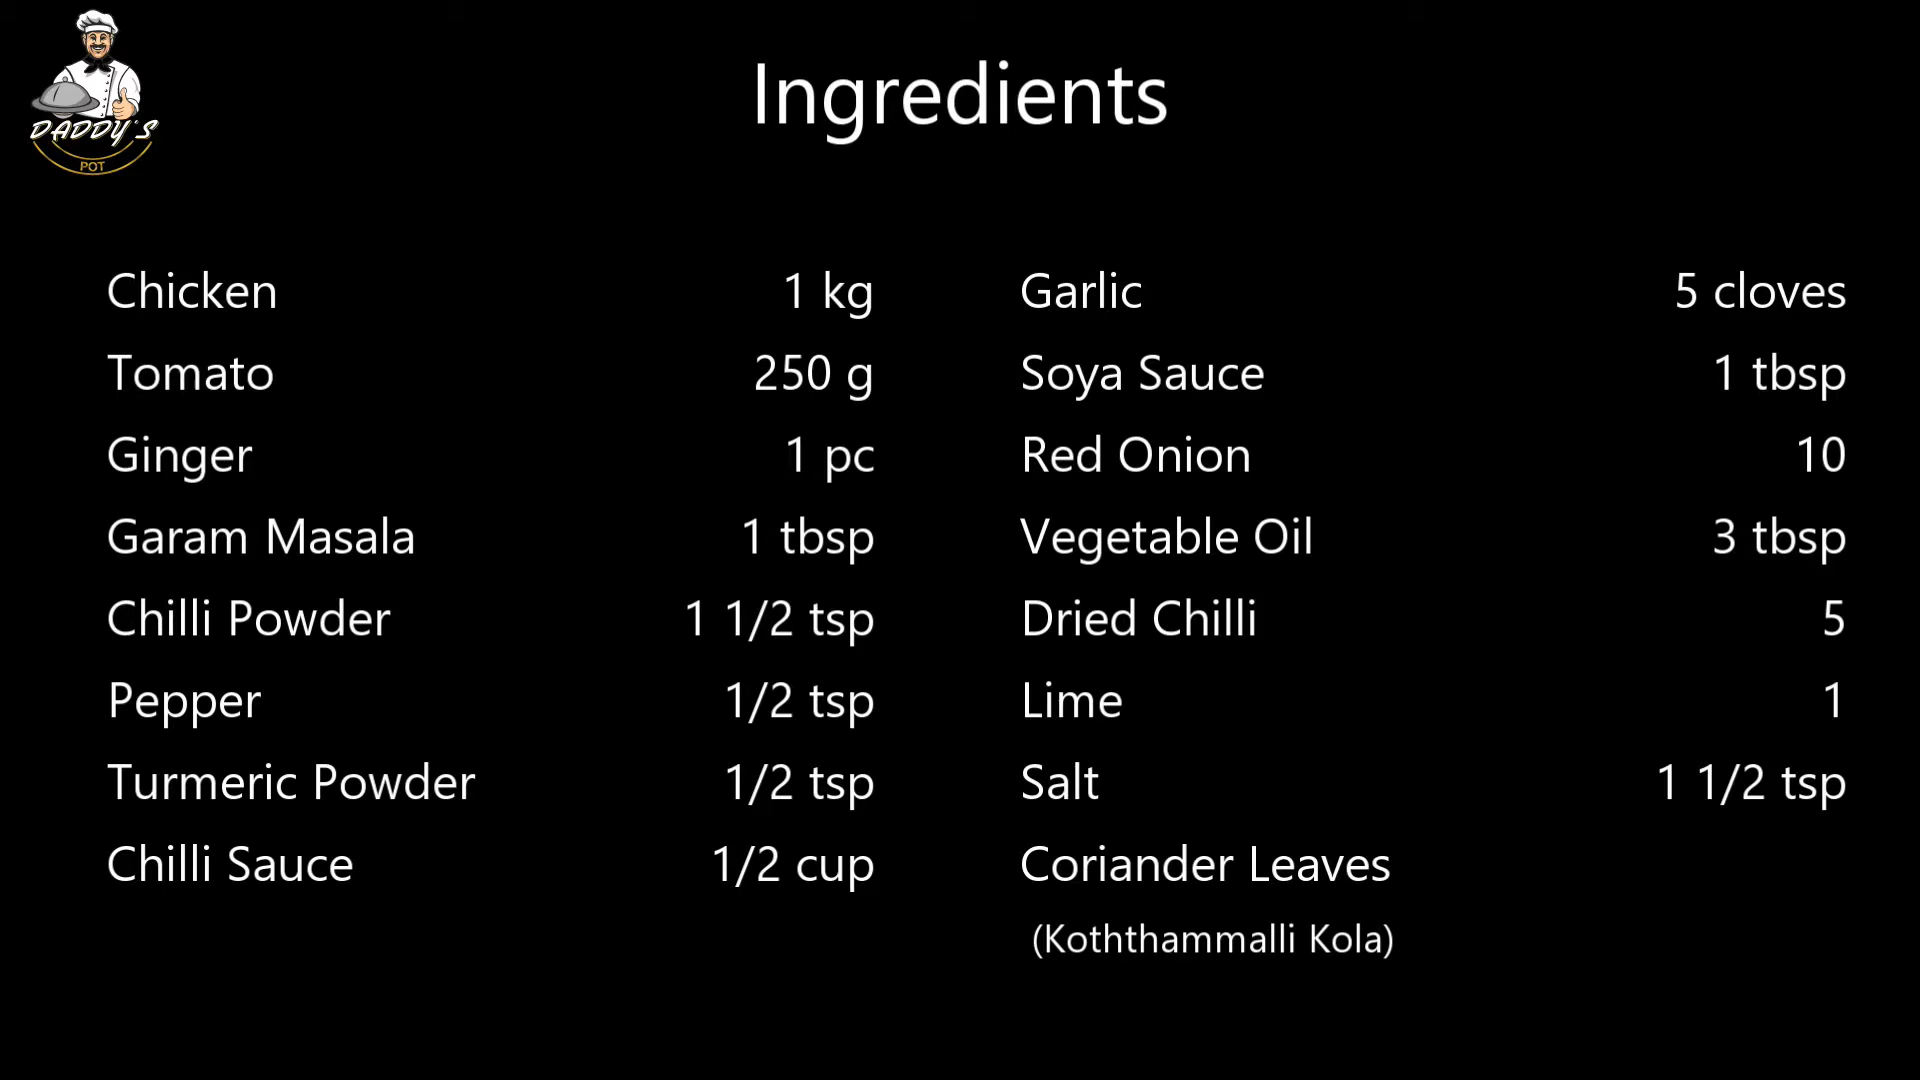 DADDY'S
POT
Ingredients
Chicken 1 kg
Tomato 250 g
Ginger 1 pc
Garam Masala 1 tbsp
Chilli Powder 1 1/2 tsp
Pepper 1/2 tsp
Turmeric Powder 1/2 tsp
Chilli Sauce 1/2 cup
Garlic 5 cloves
Soya Sauce 1 tbsp
Red Onion 10
Vegetable Oil 3 tbsp
Dried Chilli 5
Lime 1
Salt 1 1/2 tsp
Coriander Leaves
(Koththammalli Kola)